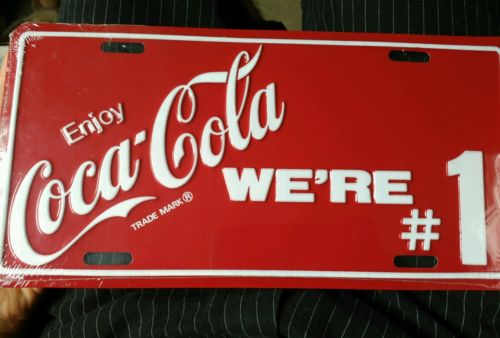 Enjoy
Coca-Cola
TRADE MARK®
WE'RE
#1